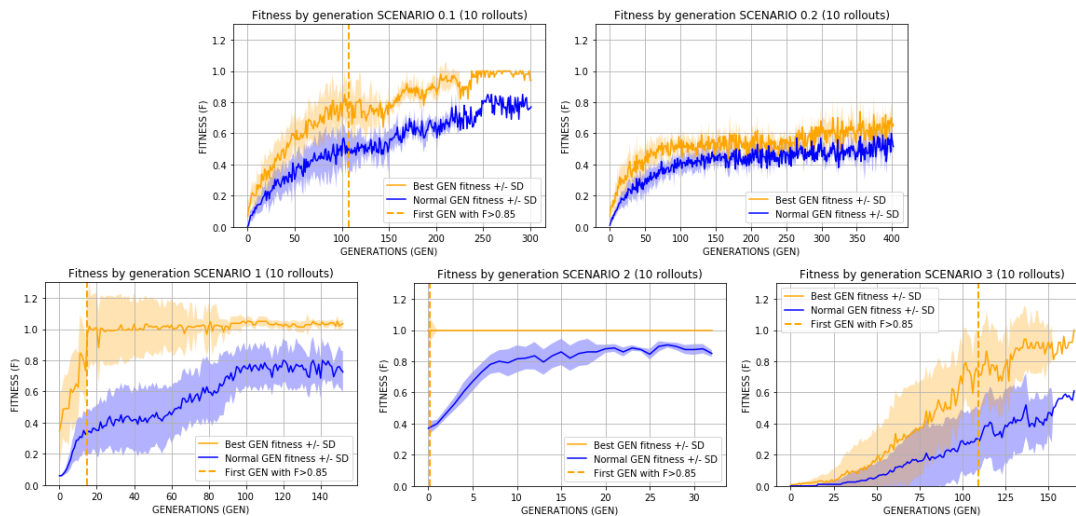 Fitness by generation SCENARIO 0.1 (10 rollouts)
FITNESS (F)
1.2
1.0
0.8
0.6
0.4
0.2
0.0
Best GEN fitness +/- SD
Normal GEN fitness +/- SD
First GEN with F>0.85
0 50 100 150 200 250 300
GENERATIONS (GEN)
Fitness by generation SCENARIO 0.2 (10 rollouts)
FITNESS (F)
1.2
1.0
0.8
0.6
0.4
0.2
0.0
Best GEN fitness +/- SD
Normal GEN fitness +/- SD
0 50 100 150 200 250 300 350 400
GENERATIONS (GEN)
Fitness by generation SCENARIO 1 (10 rollouts)
FITNESS (F)
1.2
1.0
0.8
0.6
0.4
0.2
0.0
Best GEN fitness +/- SD
Normal GEN fitness +/- SD
First GEN with F>0.85
0 20 40 60 80 100 120 140
GENERATIONS (GEN)
Fitness by generation SCENARIO 2 (10 rollouts)
FITNESS (F)
1.2
1.0
0.8
0.6
0.4
0.2
0.0
Best GEN fitness +/- SD
Normal GEN fitness +/- SD
First GEN with F>0.85
0 5 10 15 20 25 30
GENERATIONS (GEN)
Fitness by generation SCENARIO 3 (10 rollouts)
FITNESS (F)
1.2
1.0
0.8
0.6
0.4
0.2
0.0
Best GEN fitness +/- SD
Normal GEN fitness +/- SD
First GEN with F>0.85
0 25 50 75 100 125 150
GENERATIONS (GEN)